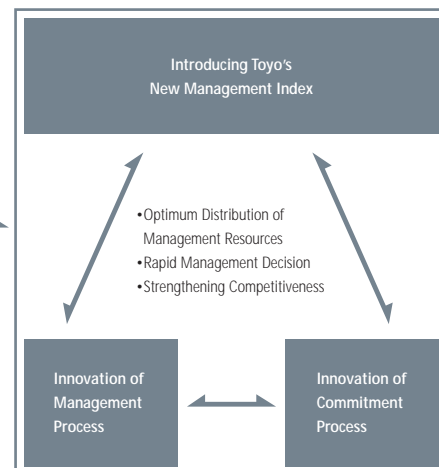 Introducing Toyo's
New Management Index
•Optimum Distribution of
Management Resources
•Rapid Management Decision
•Strengthening Competitiveness
Innovation of
Management
Process
Innovation of
Commitment
Process